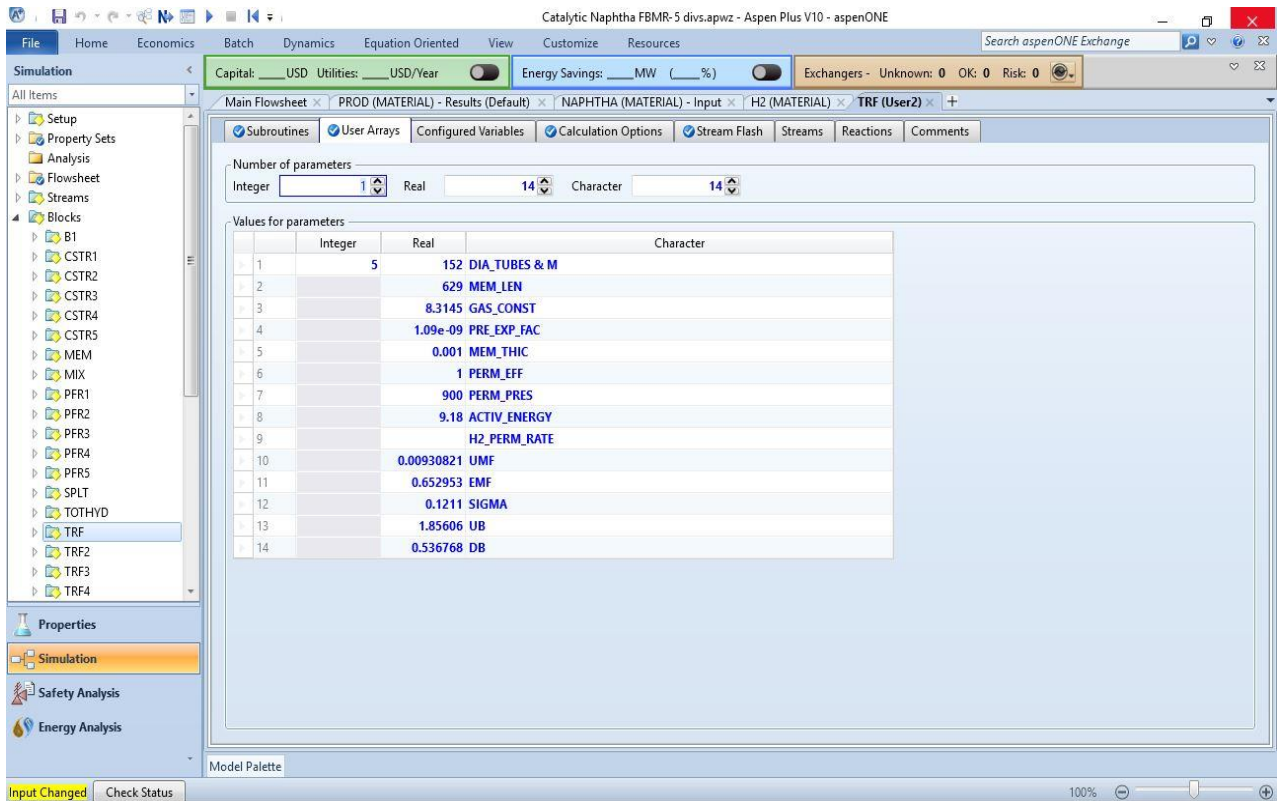 Catalytic Naphtha FBMR-5 divs.apwz - Aspen Plus V10 - aspenONE
File Home Economics Batch Dynamics Equation Oriented View Customize Resources Search aspenONE Exchange
Simulation
Capital: ____USD Utilities: ____USD/Year Energy Savings: ____MW (____%) Exchangers - Unknown: 0 OK: 0 Risk: 0
All Items
Main Flowsheet PROD (MATERIAL) - Results (Default) NAPHTHA (MATERIAL) - Input H2 (MATERIAL) TRF (User2) +
Setup
Property Sets
Analysis
Flowsheet
Streams
Blocks
B1
CSTR1
CSTR2
CSTR3
CSTR4
CSTR5
MEM
MIX
PFR1
PFR2
PFR3
PFR4
PFR5
SPLT
TOTHYD
TRF
TRF2
TRF3
TRF4
Properties
Simulation
Safety Analysis
Energy Analysis
Subroutines User Arrays Configured Variables Calculation Options Stream Flash Streams Reactions Comments
Number of parameters
Integer 1 Real 14 Character 14
Values for parameters
Integer Real Character
1 5 152 DIA_TUBES & M
2 629 MEM_LEN
3 8.3145 GAS_CONST
4 1.09e-09 PRE_EXP_FAC
5 0.001 MEM_THIC
6 1 PERM_EFF
7 900 PERM_PRES
8 9.18 ACTIV_ENERGY
9 H2_PERM_RATE
10 0.00930821 UMF
11 0.652953 EMF
12 0.1211 SIGMA
13 1.85606 UB
14 0.536768 DB
Model Palette
Input Changed Check Status 100%